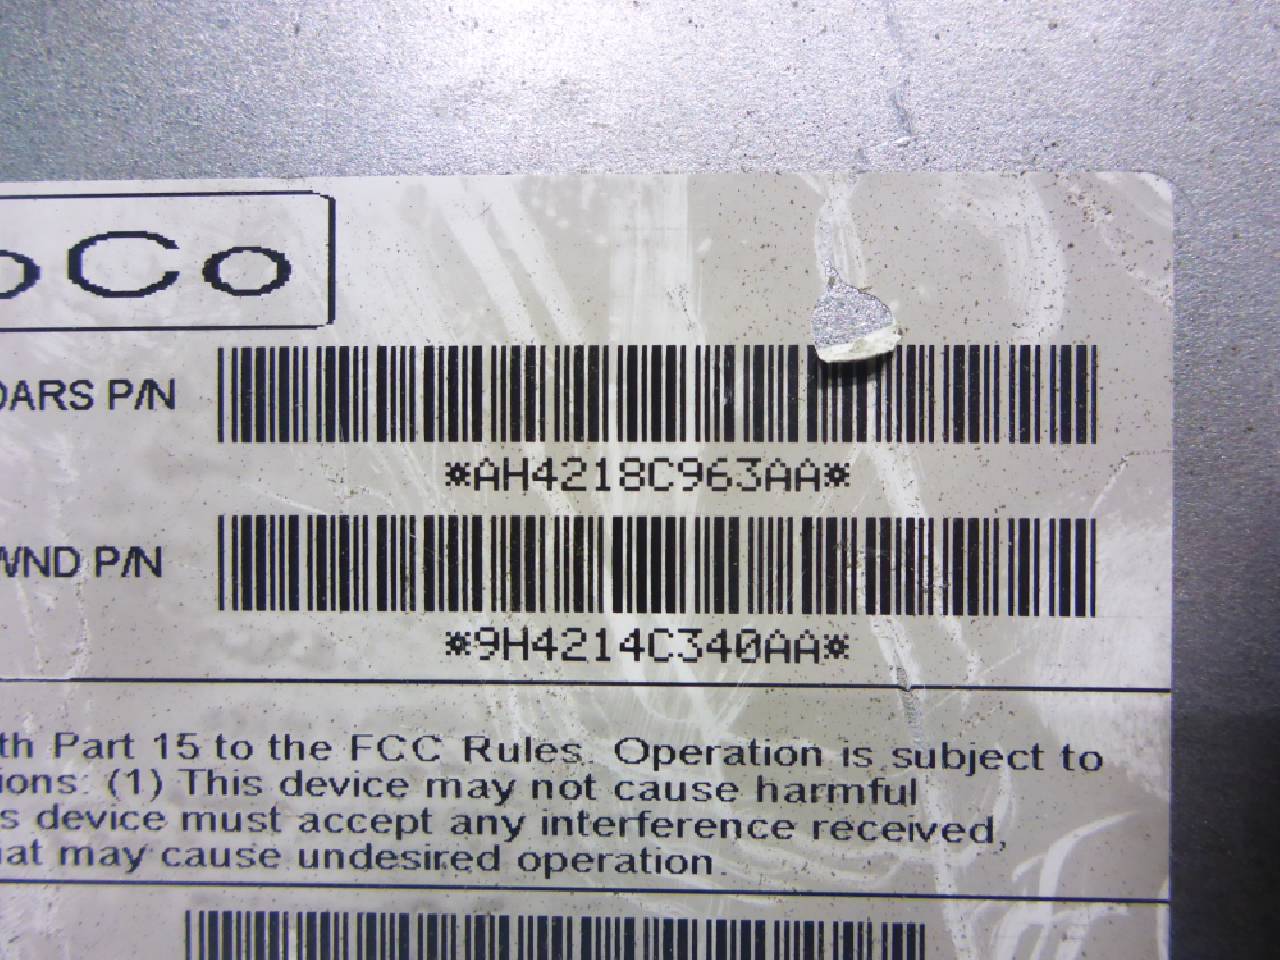 oCo
DARS P/N
*AH4218C963AA*
WND P/N
*9H4214C340AA*
th Part 15 to the FCC Rules. Operation is subject to
ions: (1) This device may not cause harmful
s device must accept any interference received,
at may cause undesired operation.